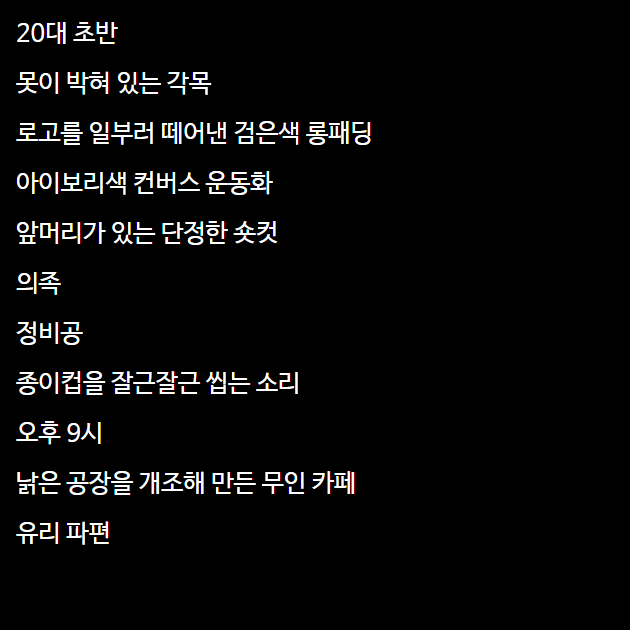 20대 초반
못이 박혀 있는 각목
로고를 일부러 떼어낸 검은색 롱패딩
아이보리색 컨버스 운동화
앞머리가 있는 단정한 숏컷
의족
정비공
종이컵을 잘근잘근 씹는 소리
오후 9시
낡은 공장을 개조해 만든 무인 카페
유리 파편